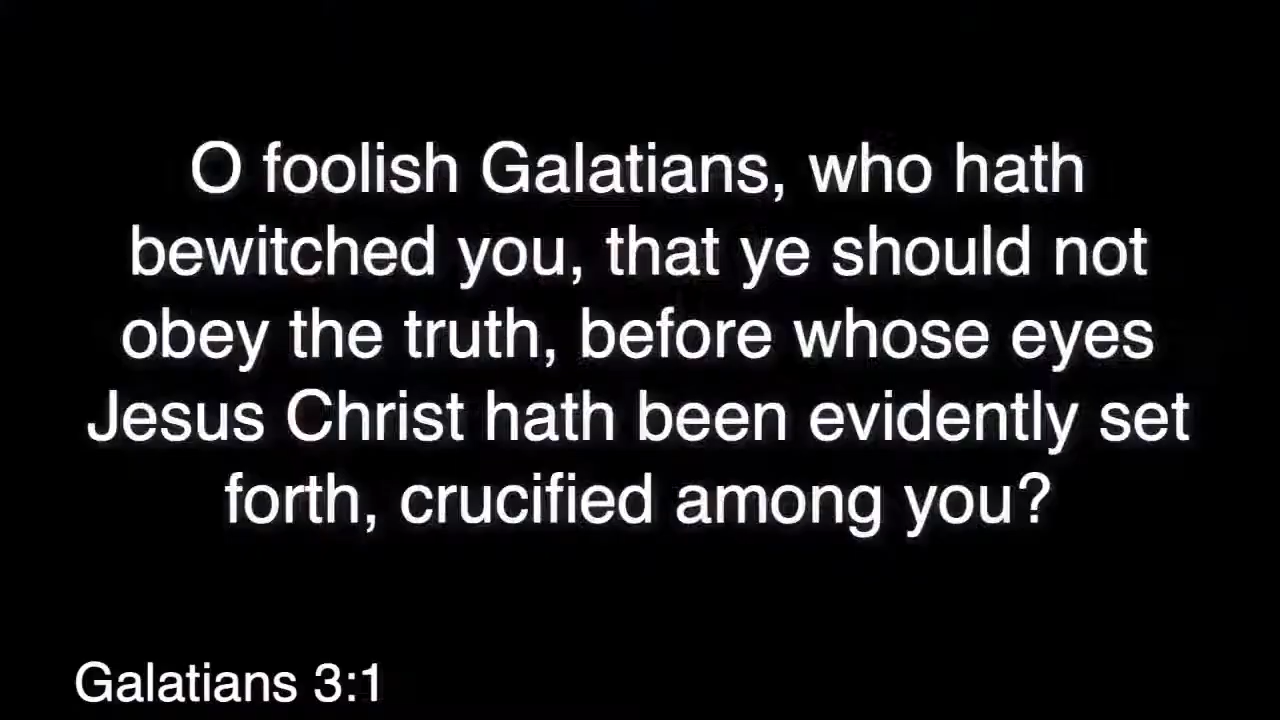 O foolish Galatians, who hath
bewitched you, that ye should not
obey the truth, before whose eyes
Jesus Christ hath been evidently set
forth, crucified among you?
Galatians 3:1